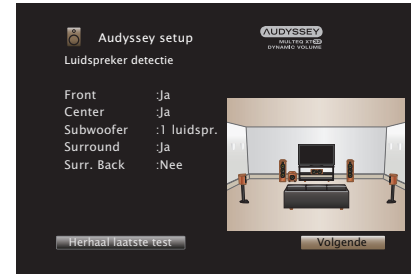 Audyssey setup
AUDYSSEY
MULTEQ XT32
DYNAMIC VOLUME
Luidspreker detectie
Front :Ja
Center :Ja
Subwoofer :1 luidspr.
Surround :Ja
Surr. Back :Nee
Herhaal laatste test
Volgende